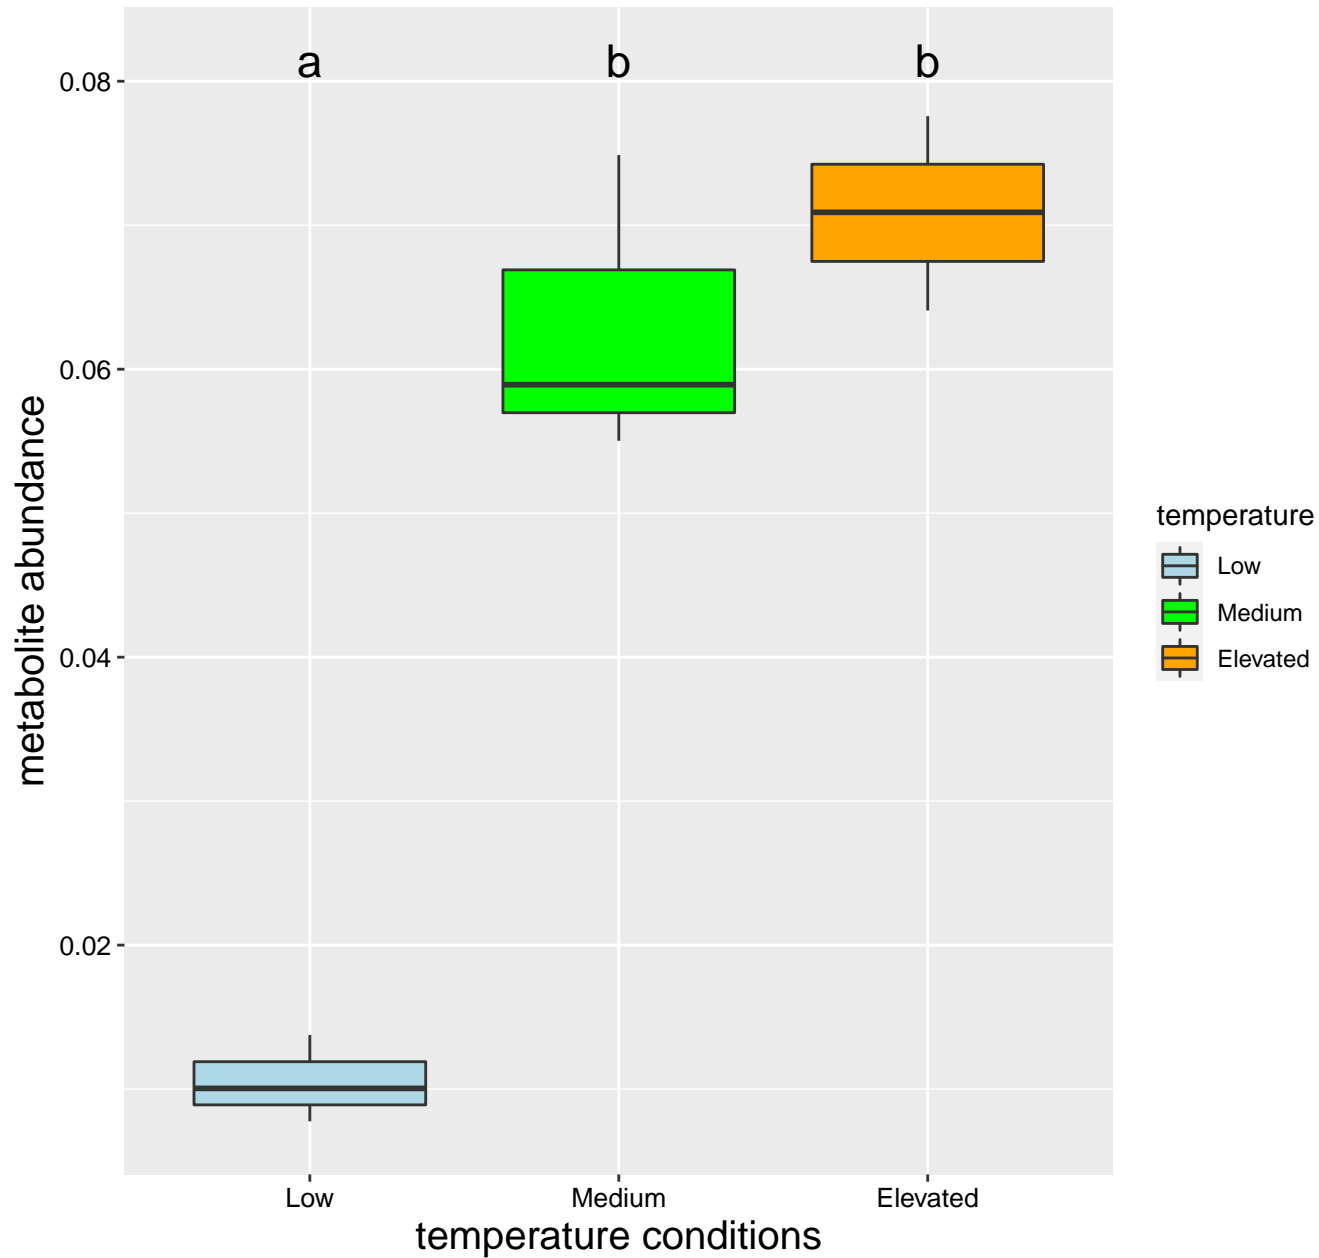 a b b
0.08
0.06
0.04
0.02
metabolite abundance
Low Medium Elevated
temperature conditions
temperature
Low
Medium
Elevated